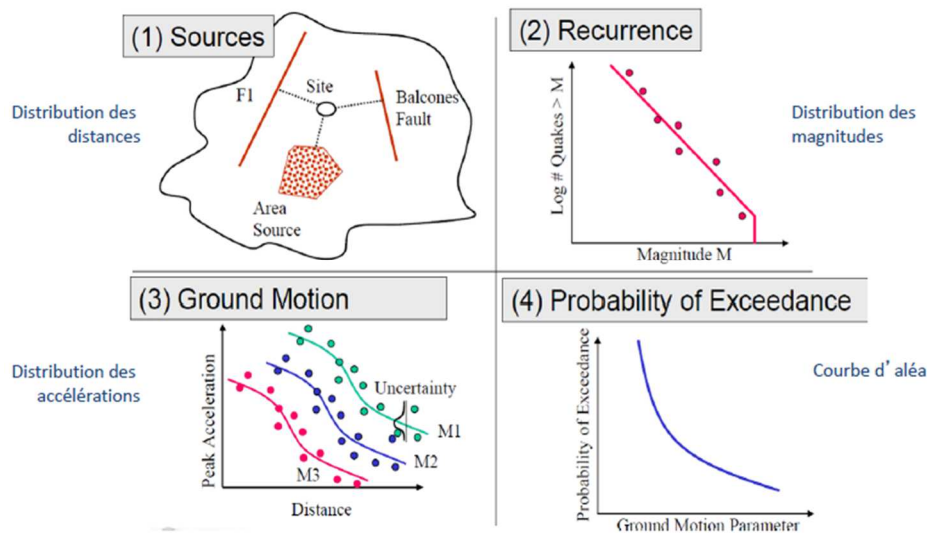 (1) Sources
Distribution des
distances
F1
Site
Balcones
Fault
Area
Source
(2) Recurrence
Log # Quakes > M
Magnitude M
Distribution des
magnitudes
(3) Ground Motion
Distribution des
accélérations
Peak Acceleration
Uncertainty
M1
M2
M3
Distance
(4) Probability of Exceedance
Probability of Exceedance
Ground Motion Parameter
Courbe d'aléa